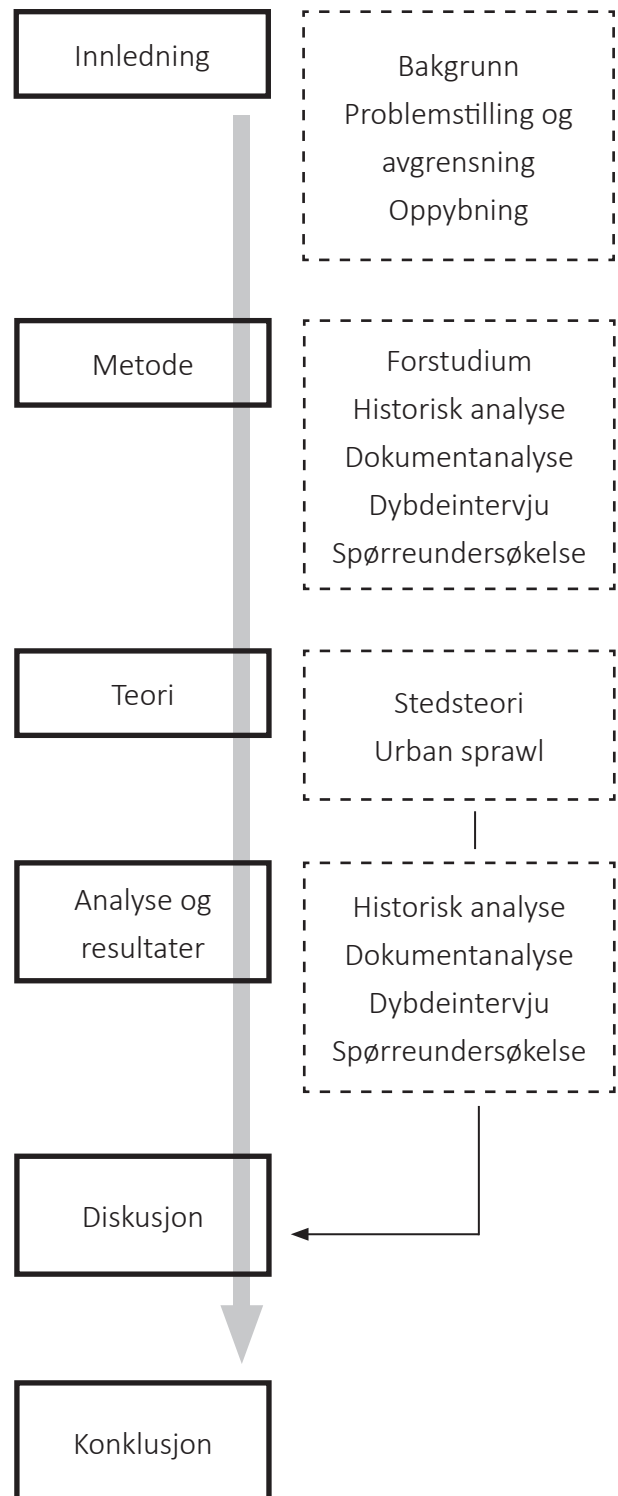 Innledning
Bakgrunn
Problemstilling og
avgrensning
Oppybning
Metode
Forstudium
Historisk analyse
Dokumentanalyse
Dybdeintervju
Spørreundersøkelse
Teori
Stedsteori
Urban sprawl
Analyse og
resultater
Historisk analyse
Dokumentanalyse
Dybdeintervju
Spørreundersøkelse
Diskusjon
Konklusjon